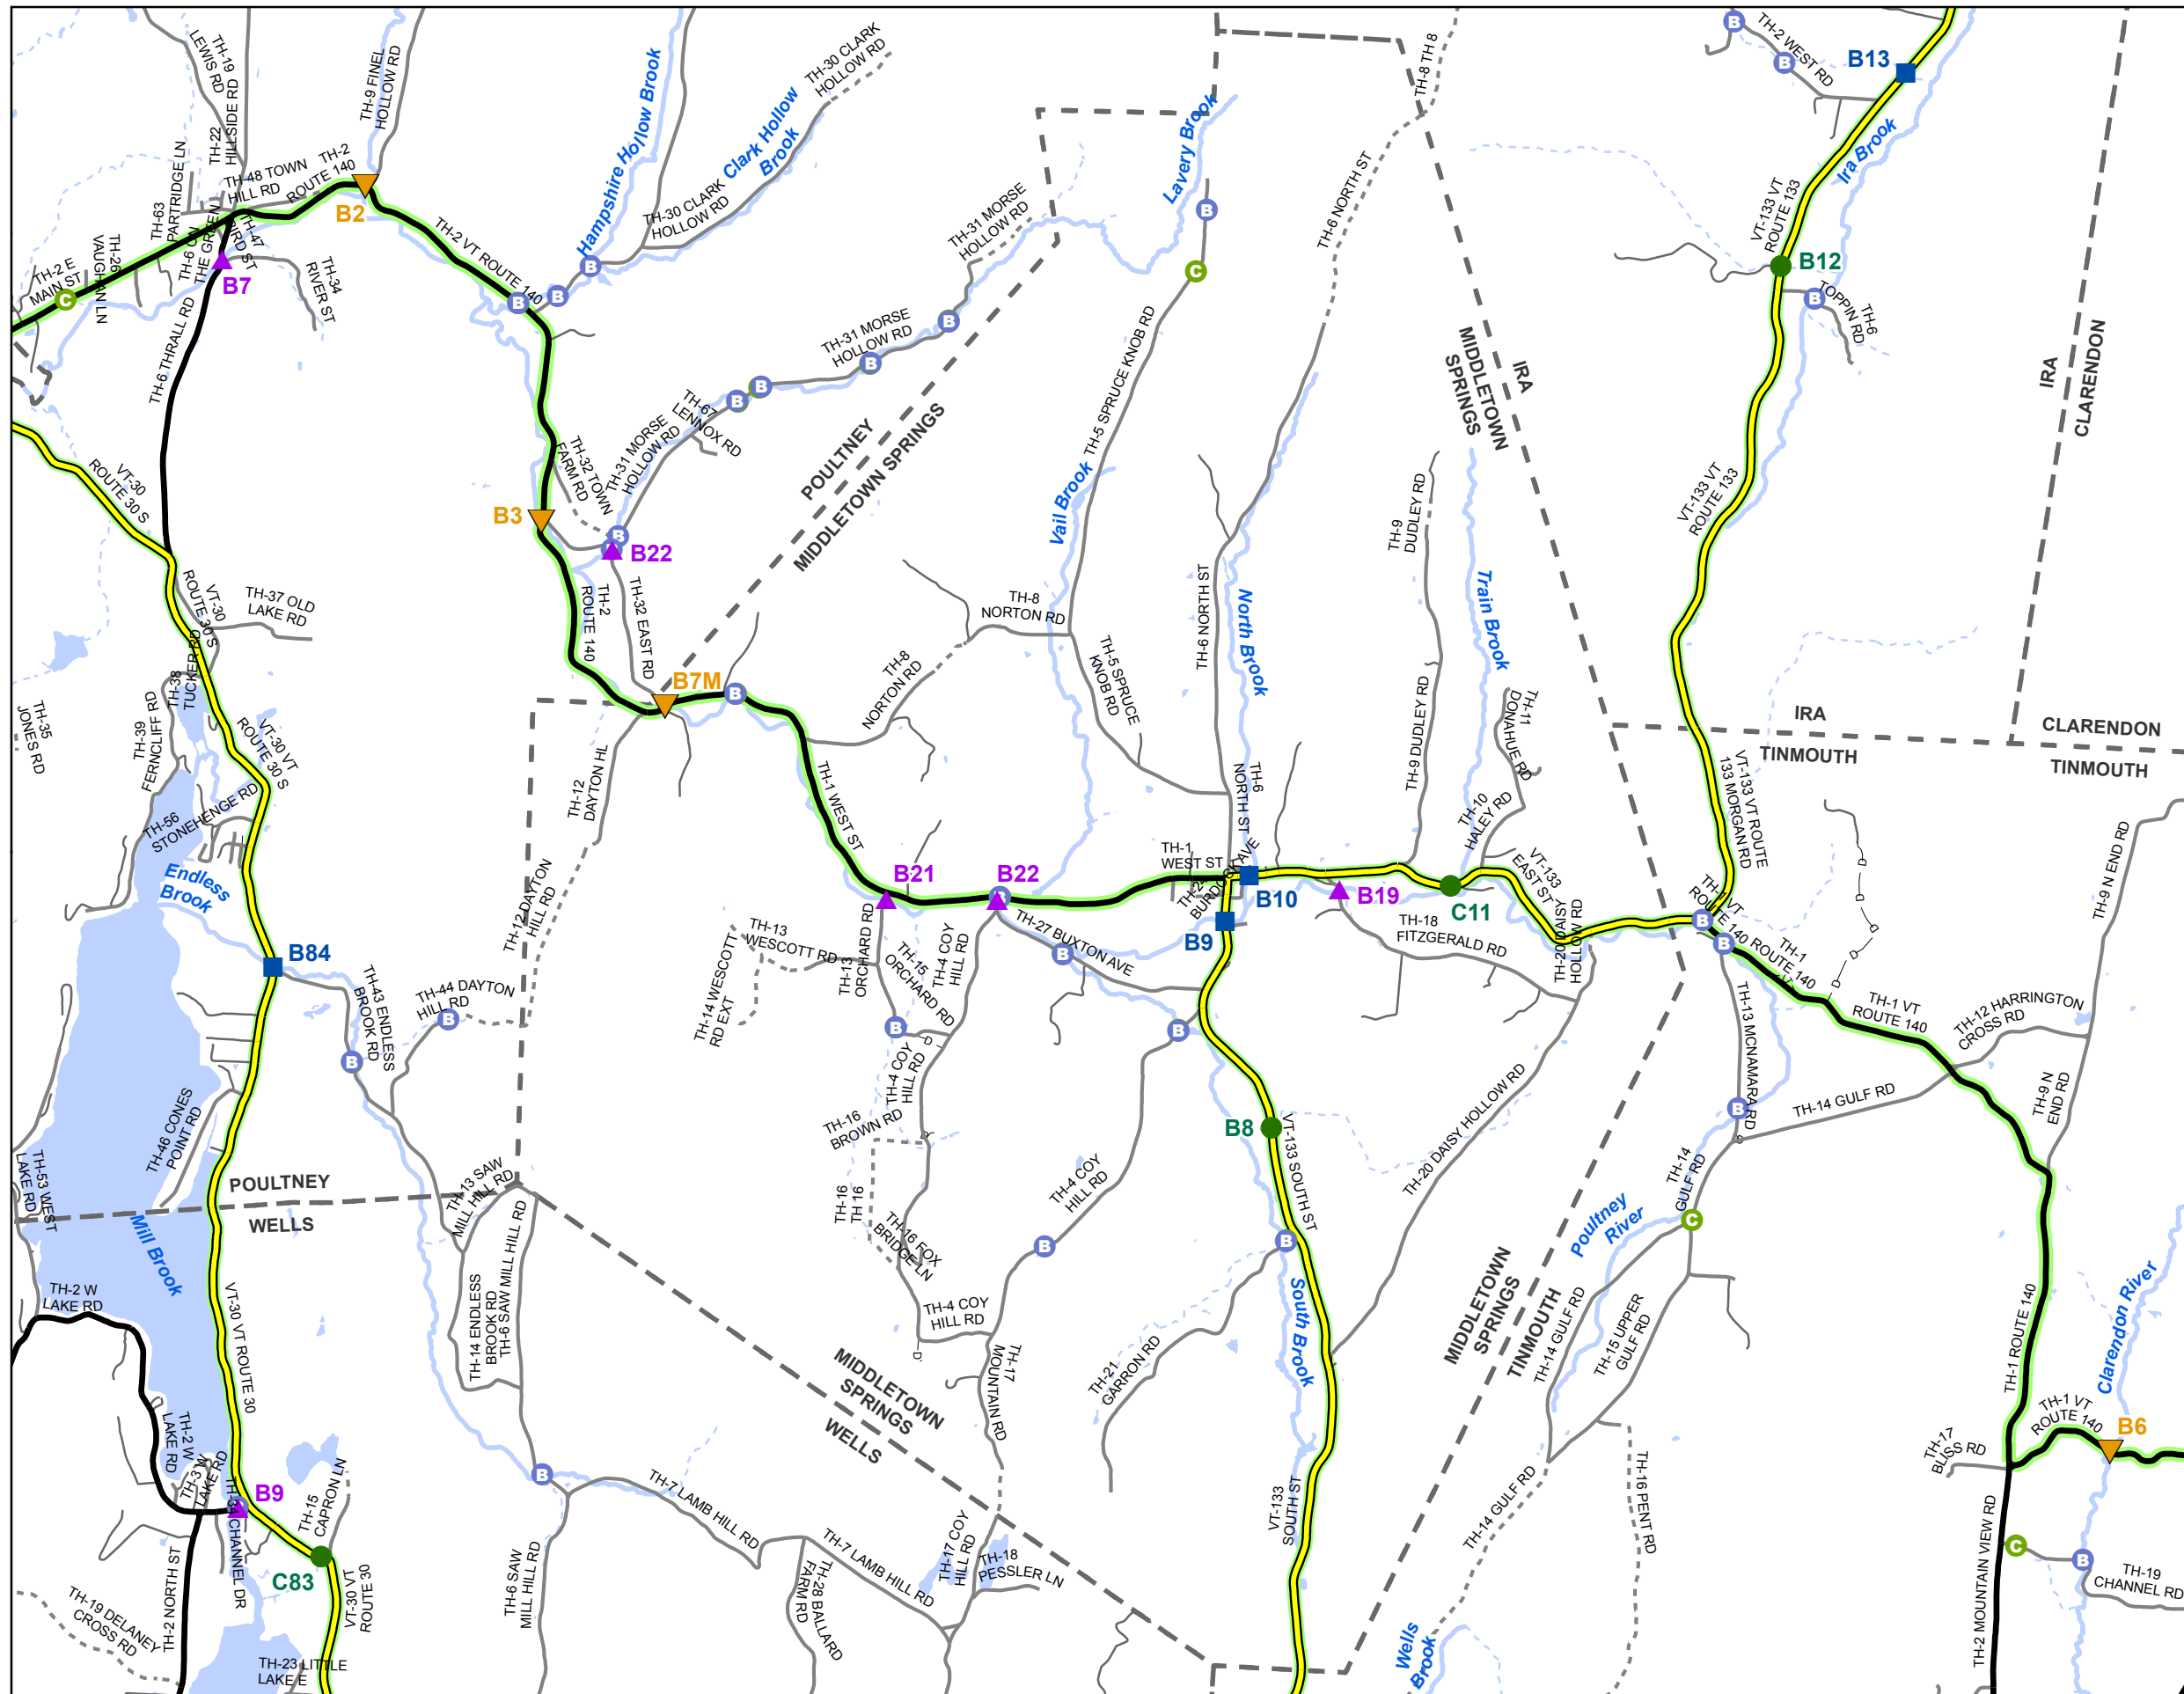 TH-19
LEWIS RD
TH-22
HILLSIDE RD
TH-9 FINEL
HOLLOW RD
Hampshire Hollow Brook
Clark Hollow
Brook
TH-30 CLARK
HOLLOW RD
TH-30 CLARK
HOLLOW RD
Lavery Brook
TH-8 TH 8
B
TH-2 WEST RD
B
B13
Ira Brook
TH-63
PARTRIDGE LN
TH-48 TOWN
HILL RD
TH-2
ROUTE 140
B2
TH-47
BIRD ST
TH-6 ON
THE GREEN
TH-26
VAUGHAN LN
TH-2 E
MAIN ST
C
B7
TH-34
RIVER ST
TH-6 THRALL RD
TH-2 VT ROUTE 140
B
B
B
TH-31 MORSE
HOLLOW RD
TH-31 MORSE
HOLLOW RD
B
B
B
B
TH-67
LENNOX RD
TH-31 MORSE
HOLLOW RD
TH-32 TOWN
FARM RD
B3
B
B22
B
C
TH-6 NORTH ST
VT-133 VT
ROUTE 133
B12
B
TOPPIN RD
TH-6
IRA
CLARENDON
MIDDLETOWN
SPRINGS
IRA
POULTNEY
MIDDLETOWN SPRINGS
TH-5 SPRUCE KNOB RD
Vail Brook
VT-30
ROUTE 30 S
VT-30
ROUTE 30 S
TH-37 OLD
LAKE RD
TH-2
ROUTE 140
TH-32 EAST RD
TH-8
NORTON RD
TH-8
NORTON RD
TH-5 SPRUCE
KNOB RD
TH-6 NORTH ST
North Brook
TH-9
DUDLEY RD
TH-9 DUDLEY RD
Train Brook
VT-133 VT
ROUTE 133
TH-38
TUCKER RD
TH-39
FERNCLIFF RD
TH-35
JONES RD
VT-30 VT
ROUTE 30 S
B7M
B
TH-12
DAYTON HL
TH-1 WEST ST
TH-11
DONAHUE RD
TH-10
HALEY RD
IRA
TINMOUTH
CLARENDON
TINMOUTH
VT-133 VT ROUTE
133 MORGAN RD
TH-56
STONEHENGE RD
Endless
Brook
B84
TH-12 DAYTON
HILL RD
B21
B22
TH-1
WEST ST
TH-6
NORTH ST
TH-24
BURDOCK AVE
B10
B9
B19
C11
VT-133
EAST ST
TH-18
FITZGERALD RD
TH-20 DAISY
HOLLOW RD
TH-1 VT
ROUTE 140
B
B
TH-1
ROUTE 140
D
D
D
D
D
TH-9 N END RD
TH-43 ENDLESS
BROOK RD
TH-44 DAYTON
HILL RD
B
B
TH-13
WESCOTT RD
TH-14 WESCOTT
RD EXT
TH-13
ORCHARD RD
TH-15
ORCHARD RD
TH-4 COY
HILL RD
TH-27 BUXTON AVE
B
B
B
D
TH-4 COY
HILL RD
TH-16
BROWN RD
D
TH-16
TH 16
TH-16 FOX
BRIDGE LN
TH-4 COY
HILL RD
D
TH-4 COY
HILL RD
B
B8
VT-133 SOUTH ST
B
TH-20 DAISY HOLLOW RD
TH-13 MCNAMARA RD
B
TH-1 VT
ROUTE 140
TH-12 HARRINGTON
CROSS RD
TH-14 GULF RD
TH-9 N
END RD
TH-14
GULF RD
C
Poultney
River
TH-46 CONES
POINT RD
TH-53 WEST
LAKE RD
POULTNEY
WELLS
Mill Brook
TH-2 W
LAKE RD
VT-30 VT ROUTE 30
TH-13 SAW
MILL HILL RD
TH-14 ENDLESS
BROOK RD
TH-6 SAW MILL HILL RD
MIDDLETOWN
SPRINGS
WELLS
TH-17
MOUNTAIN RD
TH-21
GARRON RD
South Brook
MIDDLETOWN
SPRINGS
TINMOUTH
TH-14 GULF RD
TH-15 UPPER
GULF RD
TH-1 ROUTE 140
Clarendon River
TH-1 VT
ROUTE 140
B6
TH-17
BLISS RD
TH-2 W
LAKE RD
TH-3 W
LAKE RD
B9
TH-34 CHANNEL DR
TH-15
CAPRON LN
C83
VT-30 VT
ROUTE 30
TH-2 NORTH ST
TH-19 DELANEY
CROSS RD
TH-23 LITTLE
LAKE E
B
TH-6 SAW
MILL HILL RD
TH-7 LAMB HILL RD
TH-28 BALLARD
FARM RD
TH-7 LAMB HILL RD
TH-17 COY
HILL RD
TH-18
PESSLER LN
VT-133
SOUTH ST
TH-14 GULF RD
TH-16 PENT RD
Wells
Brook
TH-2 MOUNTAIN VIEW RD
C
B
TH-19
CHANNEL RD